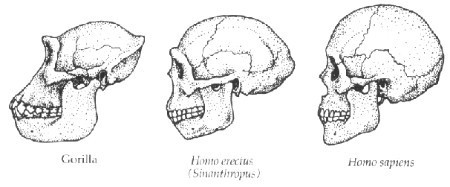 Gorilla
Homo erectus
(Sinanthropus)
Homo sapiens